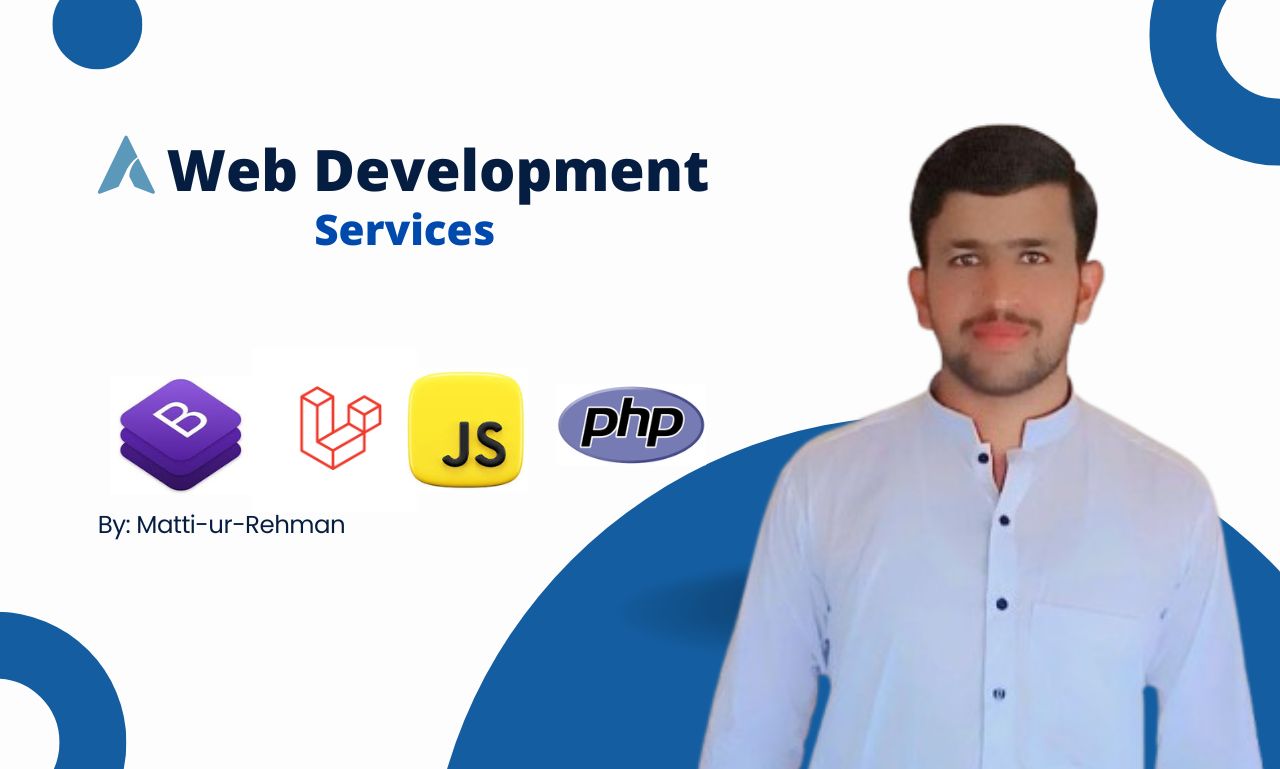 Web Development
Services
B
JS
php
By: Matti-ur-Rehman